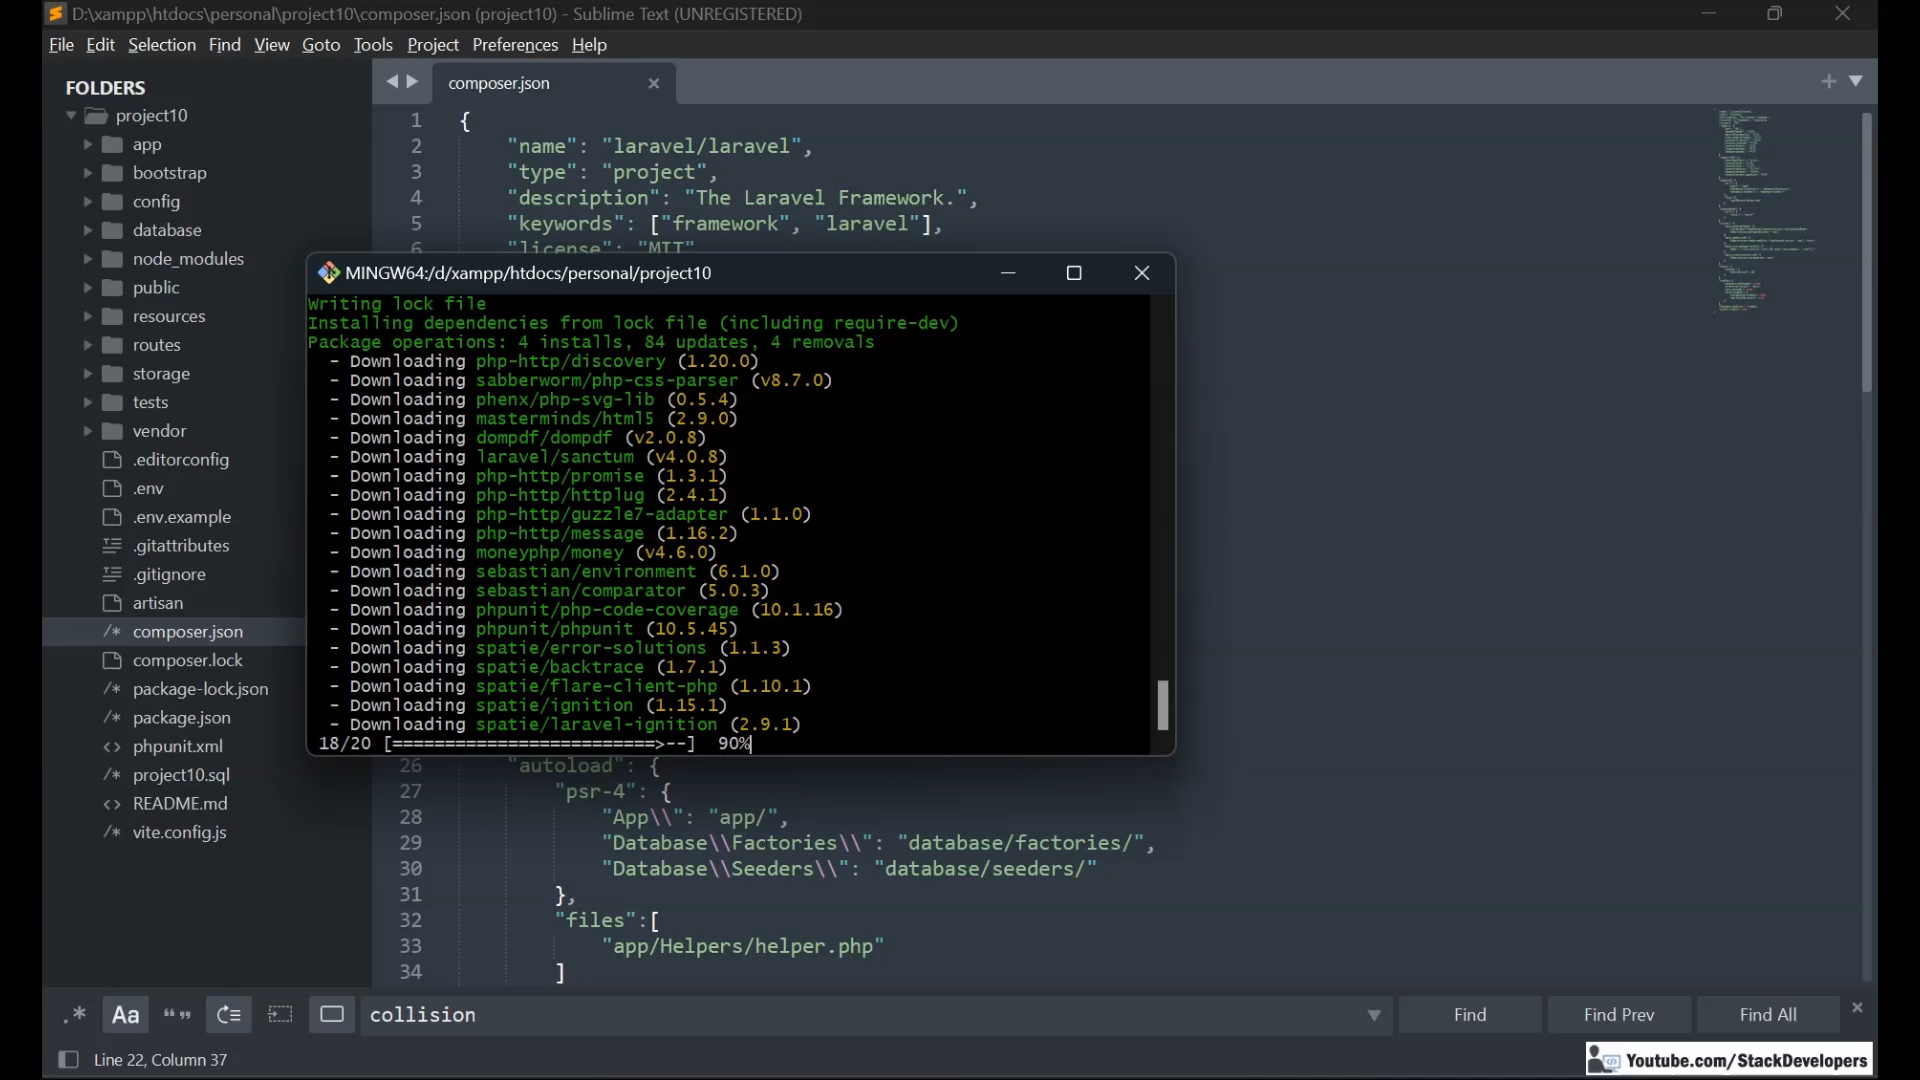 D:\xampp\htdocs\personal\project10\composer.json (project10) - Sublime Text (UNREGISTERED)
File Edit Selection Find View Goto Tools Project Preferences Help
FOLDERS
project10
app
bootstrap
config
database
node_modules
public
resources
routes
storage
tests
vendor
.editorconfig
.env
.env.example
.gitattributes
.gitignore
artisan
/* composer.json
composer.lock
/* package-lock.json
/* package.json
<> phpunit.xml
/* project10.sql
<> README.md
/* vite.config.js
composer.json
1 {
2 "name": "laravel/laravel",
3 "type": "project",
4 "description": "The Laravel Framework.",
5 "keywords": ["framework", "laravel"],
6 "license": "MIT"
MINGW64:/d/xampp/htdocs/personal/project10
Writing lock file
Installing dependencies from lock file (including require-dev)
Package operations: 4 installs, 84 updates, 4 removals
- Downloading php-http/discovery (1.20.0)
- Downloading sabberworm/php-css-parser (v8.7.0)
- Downloading phenx/php-svg-lib (0.5.4)
- Downloading masterminds/html5 (2.9.0)
- Downloading dompdf/dompdf (v2.0.8)
- Downloading laravel/sanctum (v4.0.8)
- Downloading php-http/promise (1.3.1)
- Downloading php-http/httplug (2.4.1)
- Downloading php-http/guzzle7-adapter (1.1.0)
- Downloading php-http/message (1.16.2)
- Downloading moneyphp/money (v4.6.0)
- Downloading sebastian/environment (6.1.0)
- Downloading sebastian/comparator (5.0.3)
- Downloading phpunit/php-code-coverage (10.1.16)
- Downloading phpunit/phpunit (10.5.45)
- Downloading spatie/error-solutions (1.1.3)
- Downloading spatie/backtrace (1.7.1)
- Downloading spatie/flare-client-php (1.10.1)
- Downloading spatie/ignition (1.15.1)
- Downloading spatie/laravel-ignition (2.9.1)
18/20 [=========================>--] 90%
26 "autoload": {
27 "psr-4": {
28 "App\\": "app/",
29 "Database\\Factories\\": "database/factories/",
30 "Database\\Seeders\\": "database/seeders/"
31 },
32 "files":[
33 "app/Helpers/helper.php"
34 ]
.* Aa “” collision Find Find Prev Find All
Line 22, Column 37
Youtube.com/StackDevelopers